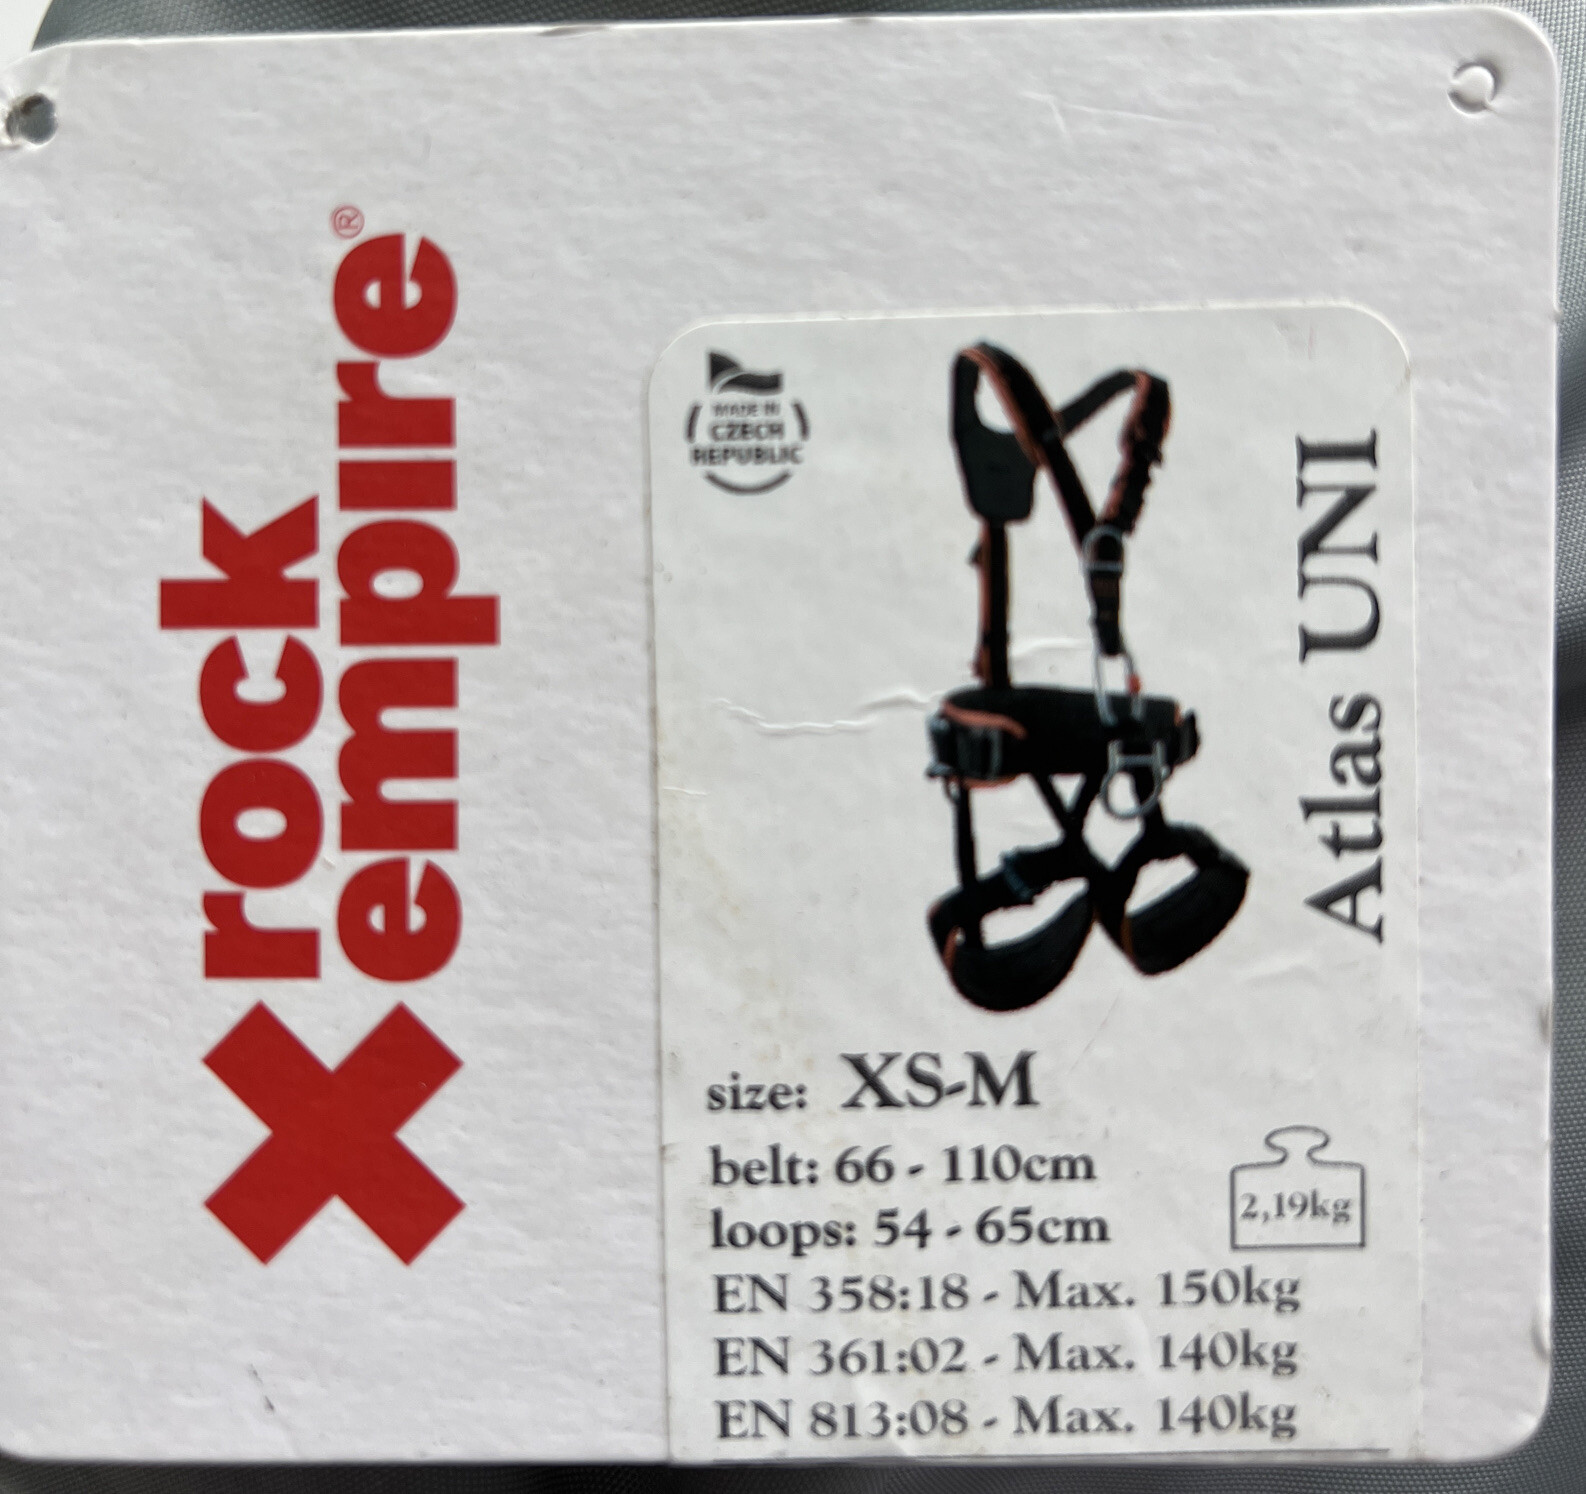 rock
empire®
MADE IN
CZECH
REPUBLIC
Atlas UNI
size: XS-M
belt: 66 - 110cm
loops: 54 - 65cm
2,19kg
EN 358:18 - Max. 150kg
EN 361:02 - Max. 140kg
EN 813:08 - Max. 140kg